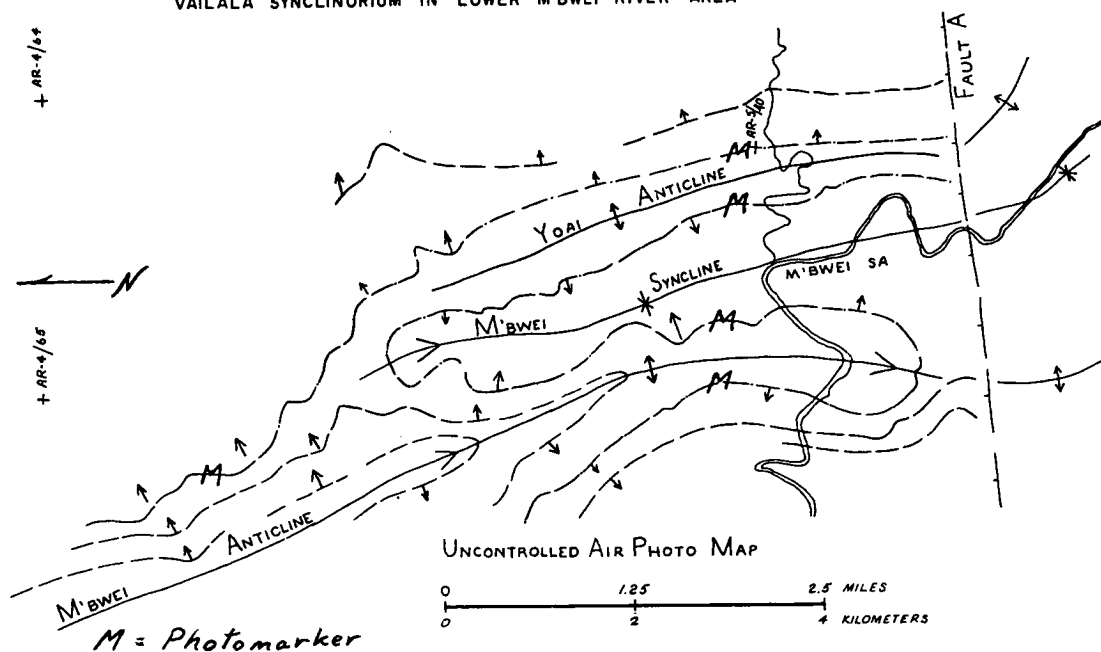 VAILALA SYNCLINORIUM IN LOWER M'BWEI RIVER AREA
+ AR-4/64
FAULT A
+ AR-5/40
M
YOAI ANTICLINE
M
N
SYNCLINE
M'BWEI SA
M'BWEI
M
+ AR-4/65
M
M
ANTICLINE
UNCONTROLLED AIR PHOTO MAP
0 1.25 2.5 MILES
M'BWEI
0 2 4 KILOMETERS
M = Photomarker